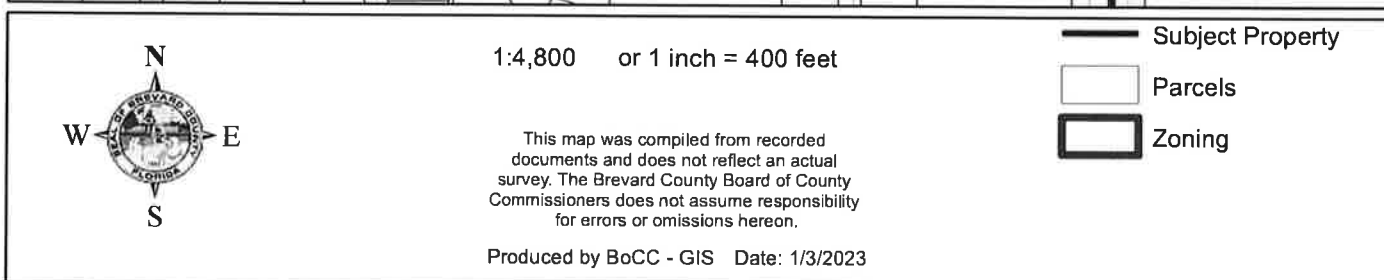 N
W
E
S
SEAL OF BREVARD COUNTY
FLORIDA
1:4,800 or 1 inch = 400 feet
This map was compiled from recorded
documents and does not reflect an actual
survey. The Brevard County Board of County
Commissioners does not assume responsibility
for errors or omissions hereon.
Produced by BoCC - GIS Date: 1/3/2023
Subject Property
Parcels
Zoning